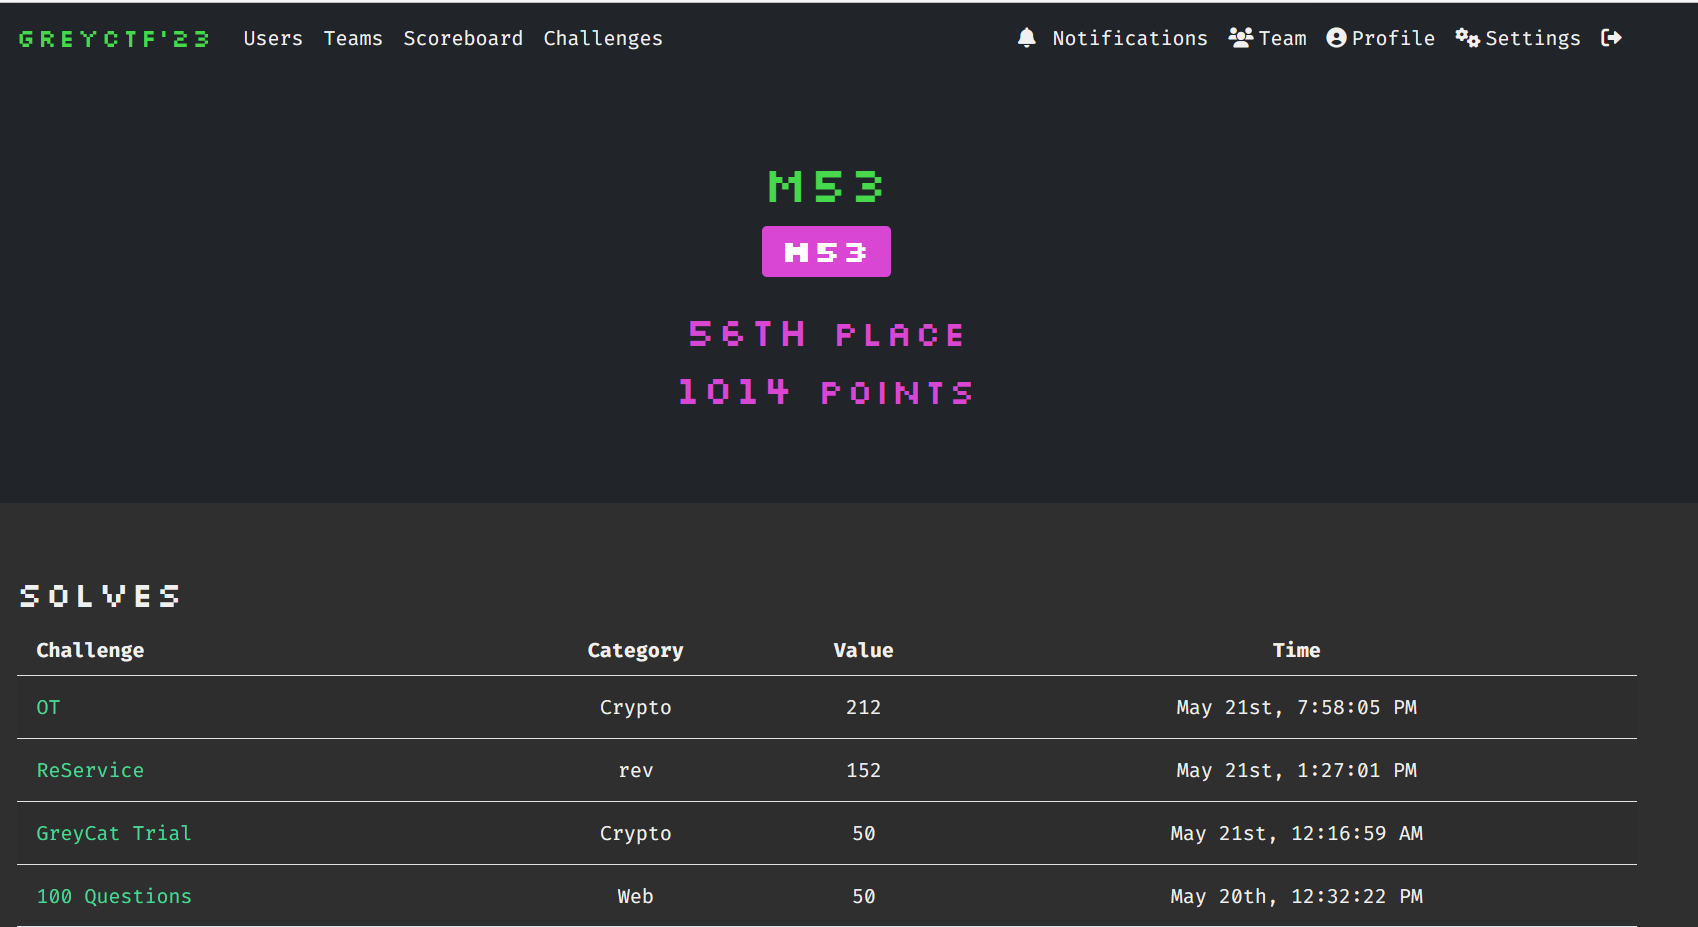 GREYCTF'23 Users Teams Scoreboard Challenges Notifications Team Profile Settings
M53
M53
56TH PLACE
1014 POINTS
SOLVES
Challenge Category Value Time
OT Crypto 212 May 21st, 7:58:05 PM
ReService rev 152 May 21st, 1:27:01 PM
GreyCat Trial Crypto 50 May 21st, 12:16:59 AM
100 Questions Web 50 May 20th, 12:32:22 PM